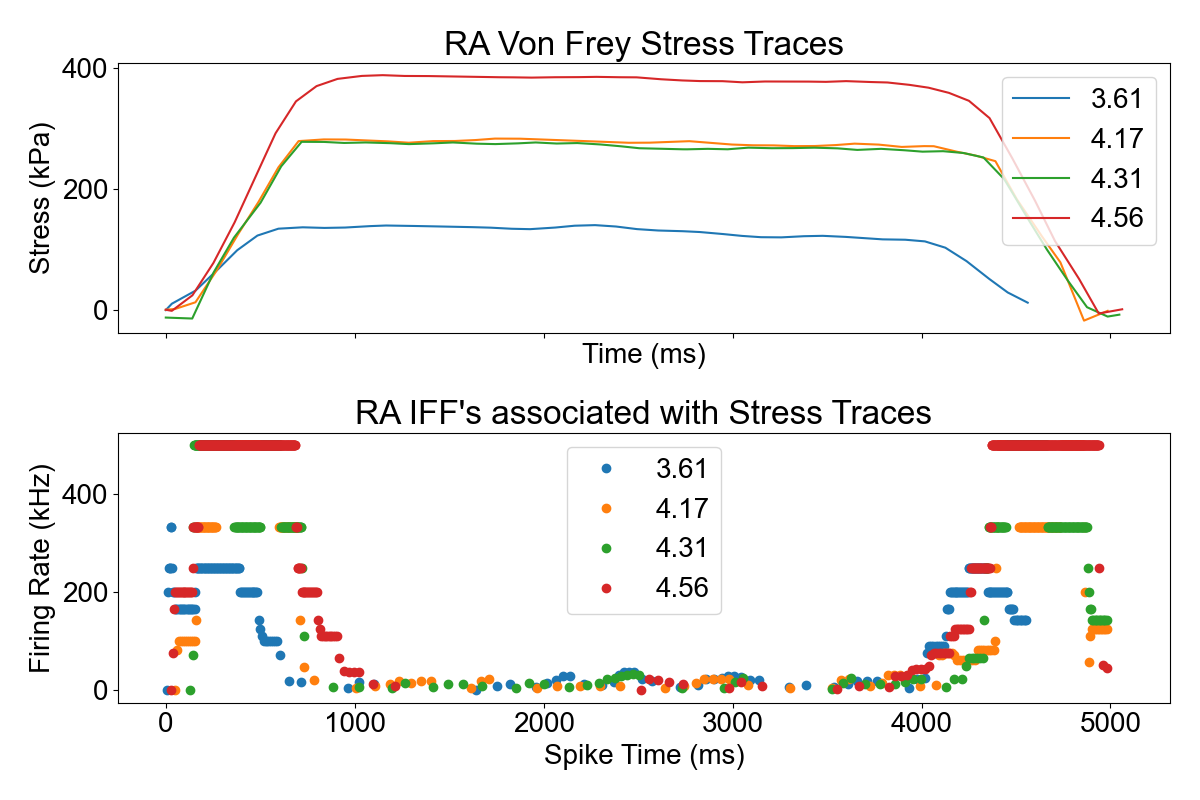 RA Von Frey Stress Traces
400
200
0
Stress (kPa)
3.61
4.17
4.31
4.56
Time (ms)
RA IFF's associated with Stress Traces
400
200
0
Firing Rate (kHz)
3.61
4.17
4.31
4.56
0 1000 2000 3000 4000 5000
Spike Time (ms)